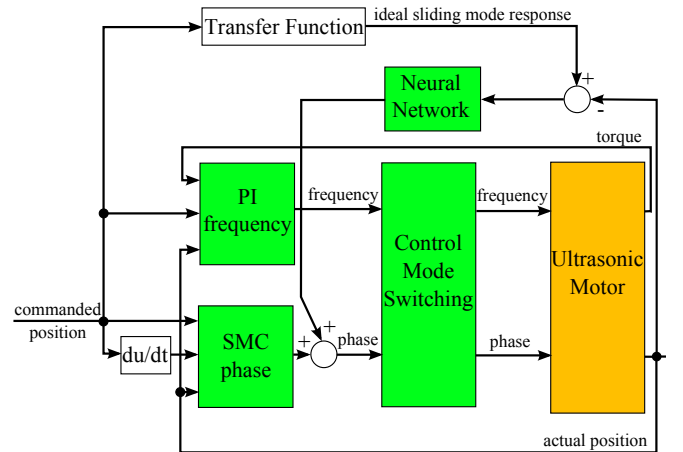 Transfer Function
ideal sliding mode response
+
-
Neural
Network
torque
PI
frequency
frequency
frequency
Control
Mode
Switching
Ultrasonic
Motor
commanded
position
du/dt
SMC
phase
+
+
phase
phase
actual position